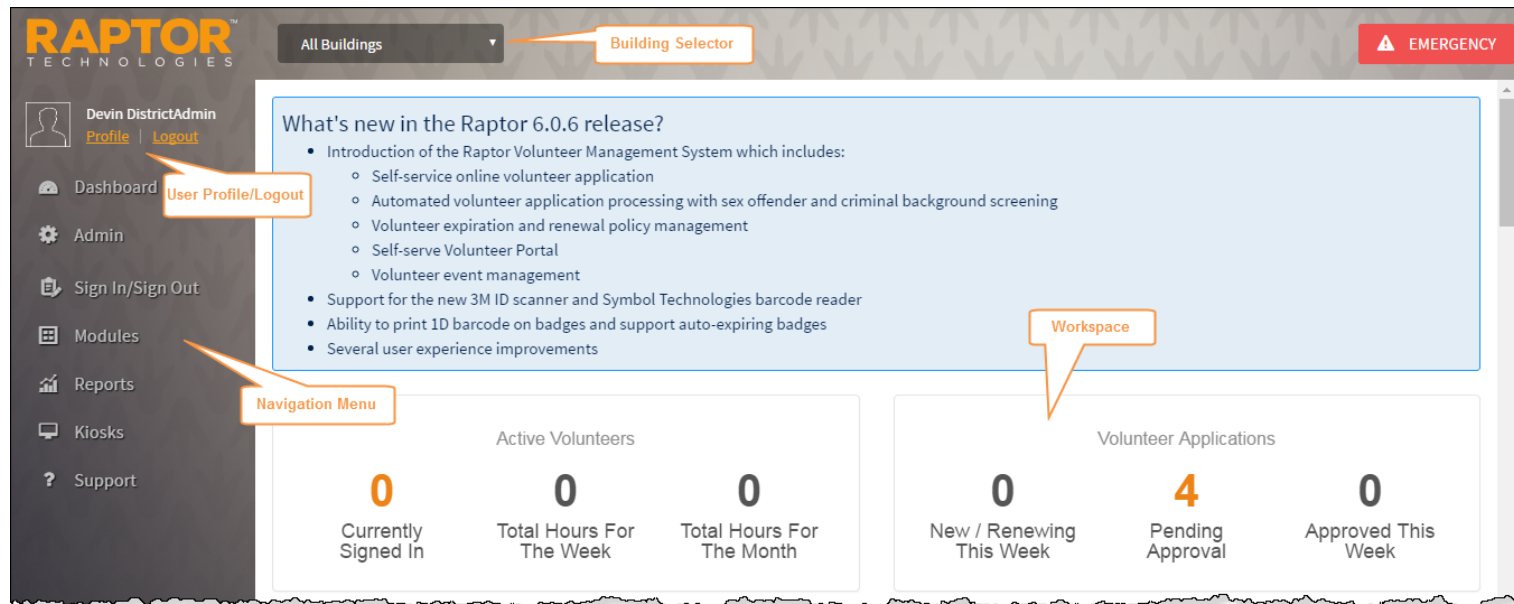 RAPTOR™
TECHNOLOGIES
All Buildings
Building Selector
EMERGENCY
Devin DistrictAdmin
Profile | Logout
User Profile/Logout
Dashboard
Admin
Sign In/Sign Out
Modules
Reports
Kiosks
? Support
Navigation Menu
What's new in the Raptor 6.0.6 release?
• Introduction of the Raptor Volunteer Management System which includes:
◦ Self-service online volunteer application
◦ Automated volunteer application processing with sex offender and criminal background screening
◦ Volunteer expiration and renewal policy management
◦ Self-serve Volunteer Portal
◦ Volunteer event management
• Support for the new 3M ID scanner and Symbol Technologies barcode reader
• Ability to print 1D barcode on badges and support auto-expiring badges
• Several user experience improvements
Workspace
Active Volunteers
0
Currently
Signed In
0
Total Hours For
The Week
0
Total Hours For
The Month
Volunteer Applications
0
New / Renewing
This Week
4
Pending
Approval
0
Approved This
Week